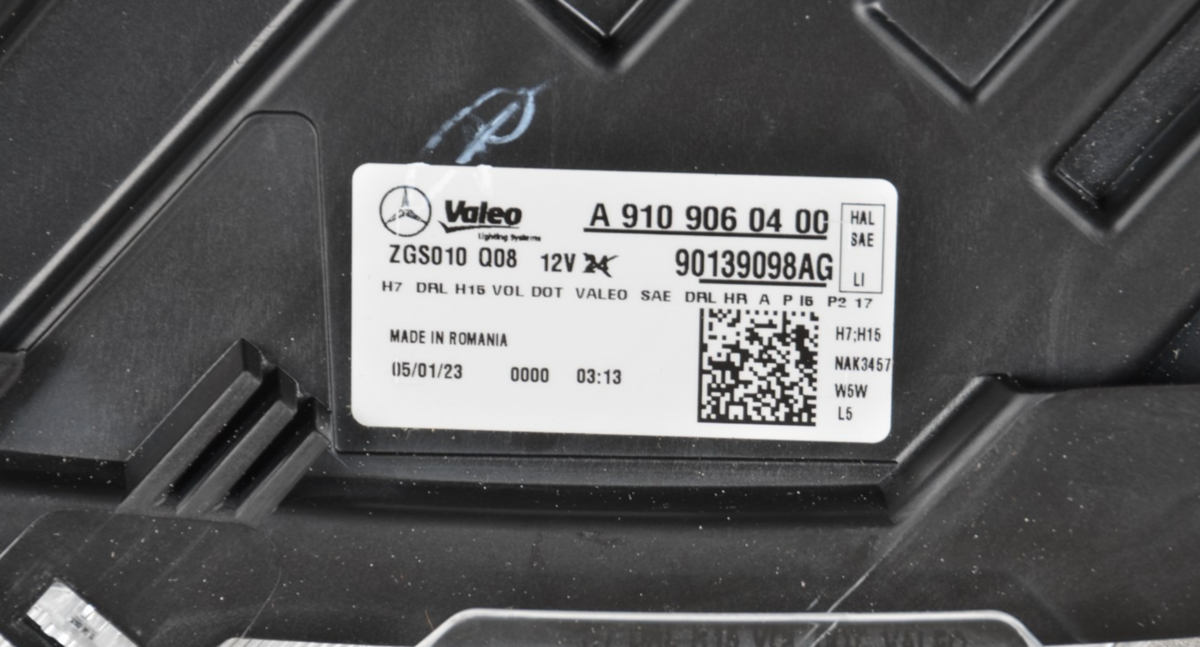 Valeo
Lighting Systems
A 910 906 04 00
HAL
SAE
LI
ZGS010 Q08 12V 24
90139098AG
H7 DRL H15 VOL DOT VALEO SAE DRL HR A P I5 P2 17
MADE IN ROMANIA
05/01/23 0000 03:13
H7;H15
NAK3457
W5W
L5